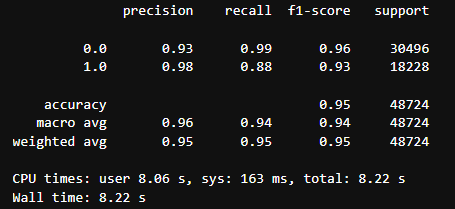 precision recall f1-score support
0.0 0.93 0.99 0.96 30496
1.0 0.98 0.88 0.93 18228
accuracy 0.95 48724
macro avg 0.96 0.94 0.94 48724
weighted avg 0.95 0.95 0.95 48724
CPU times: user 8.06 s, sys: 163 ms, total: 8.22 s
Wall time: 8.22 s